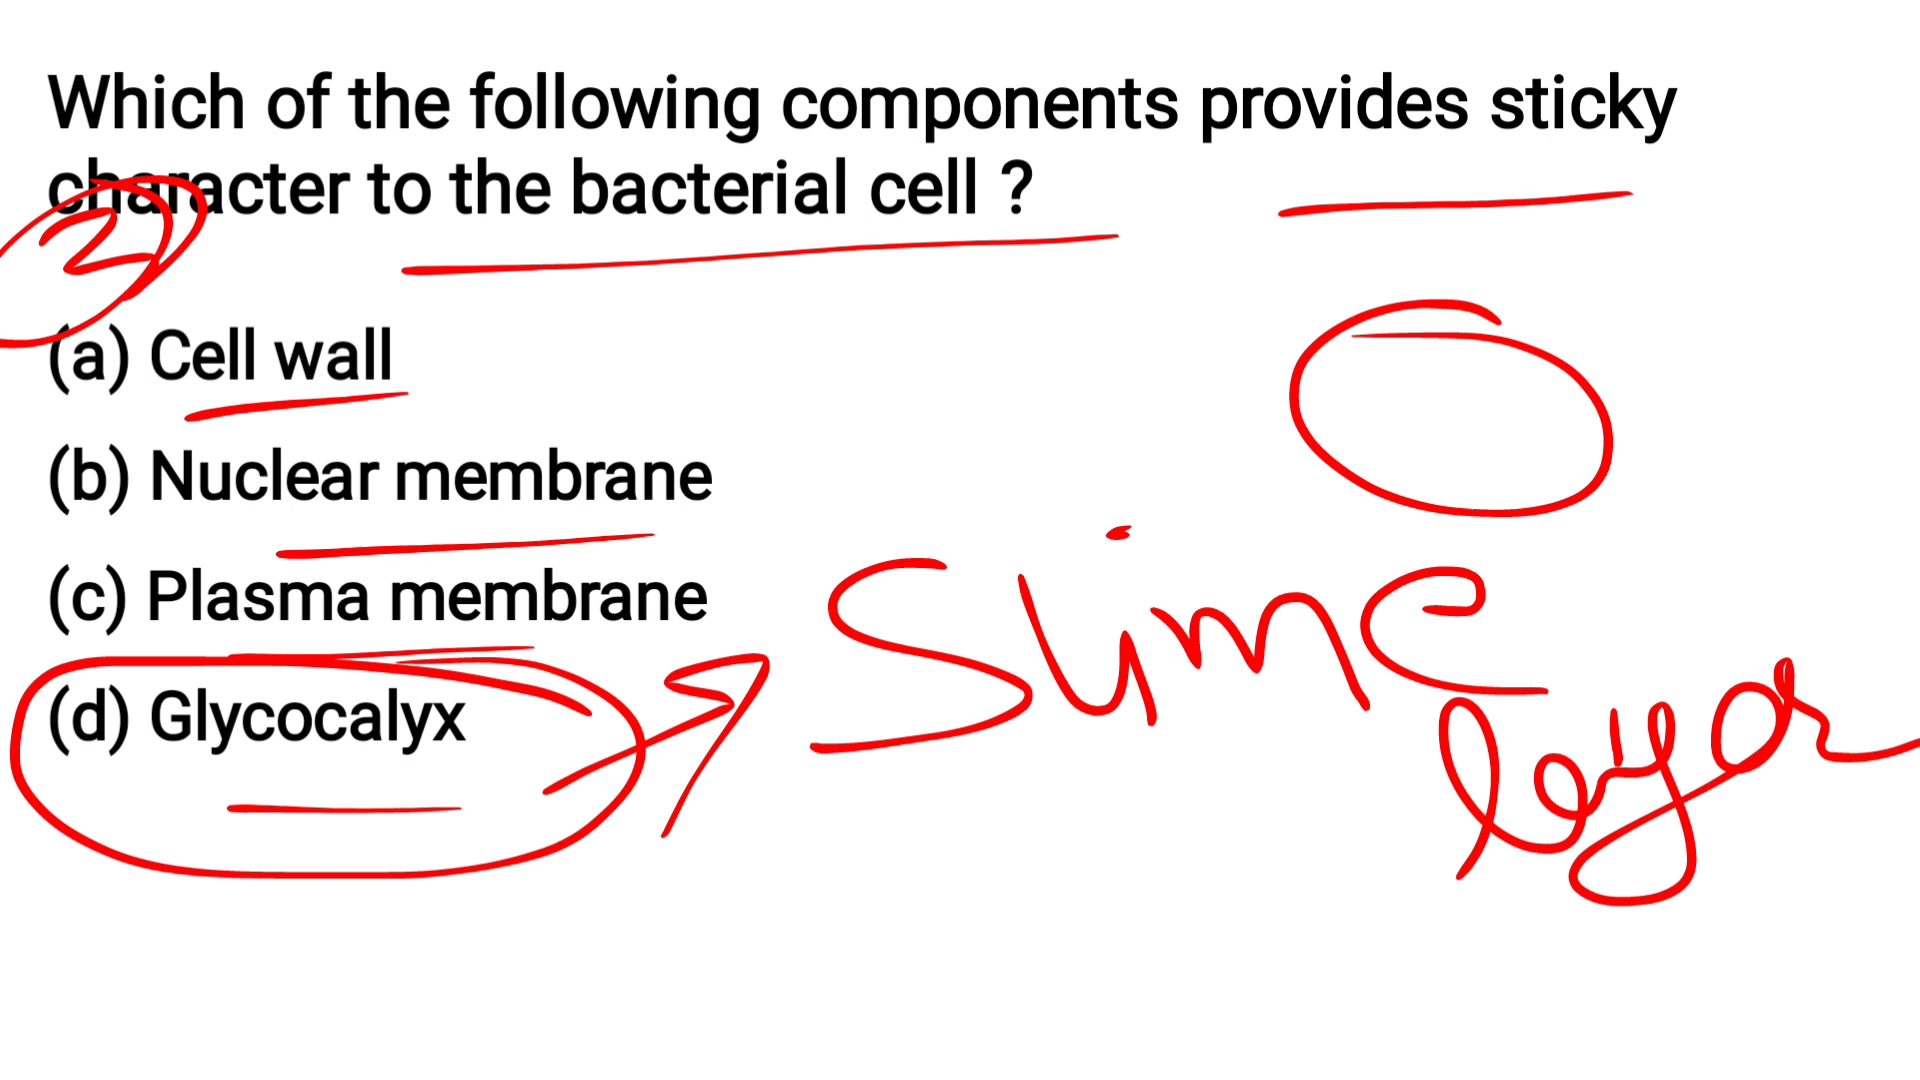 Which of the following components provides sticky
character to the bacterial cell ?
2
(a) Cell wall
(b) Nuclear membrane
(c) Plasma membrane
(d) Glycocalyx
Slime
layer